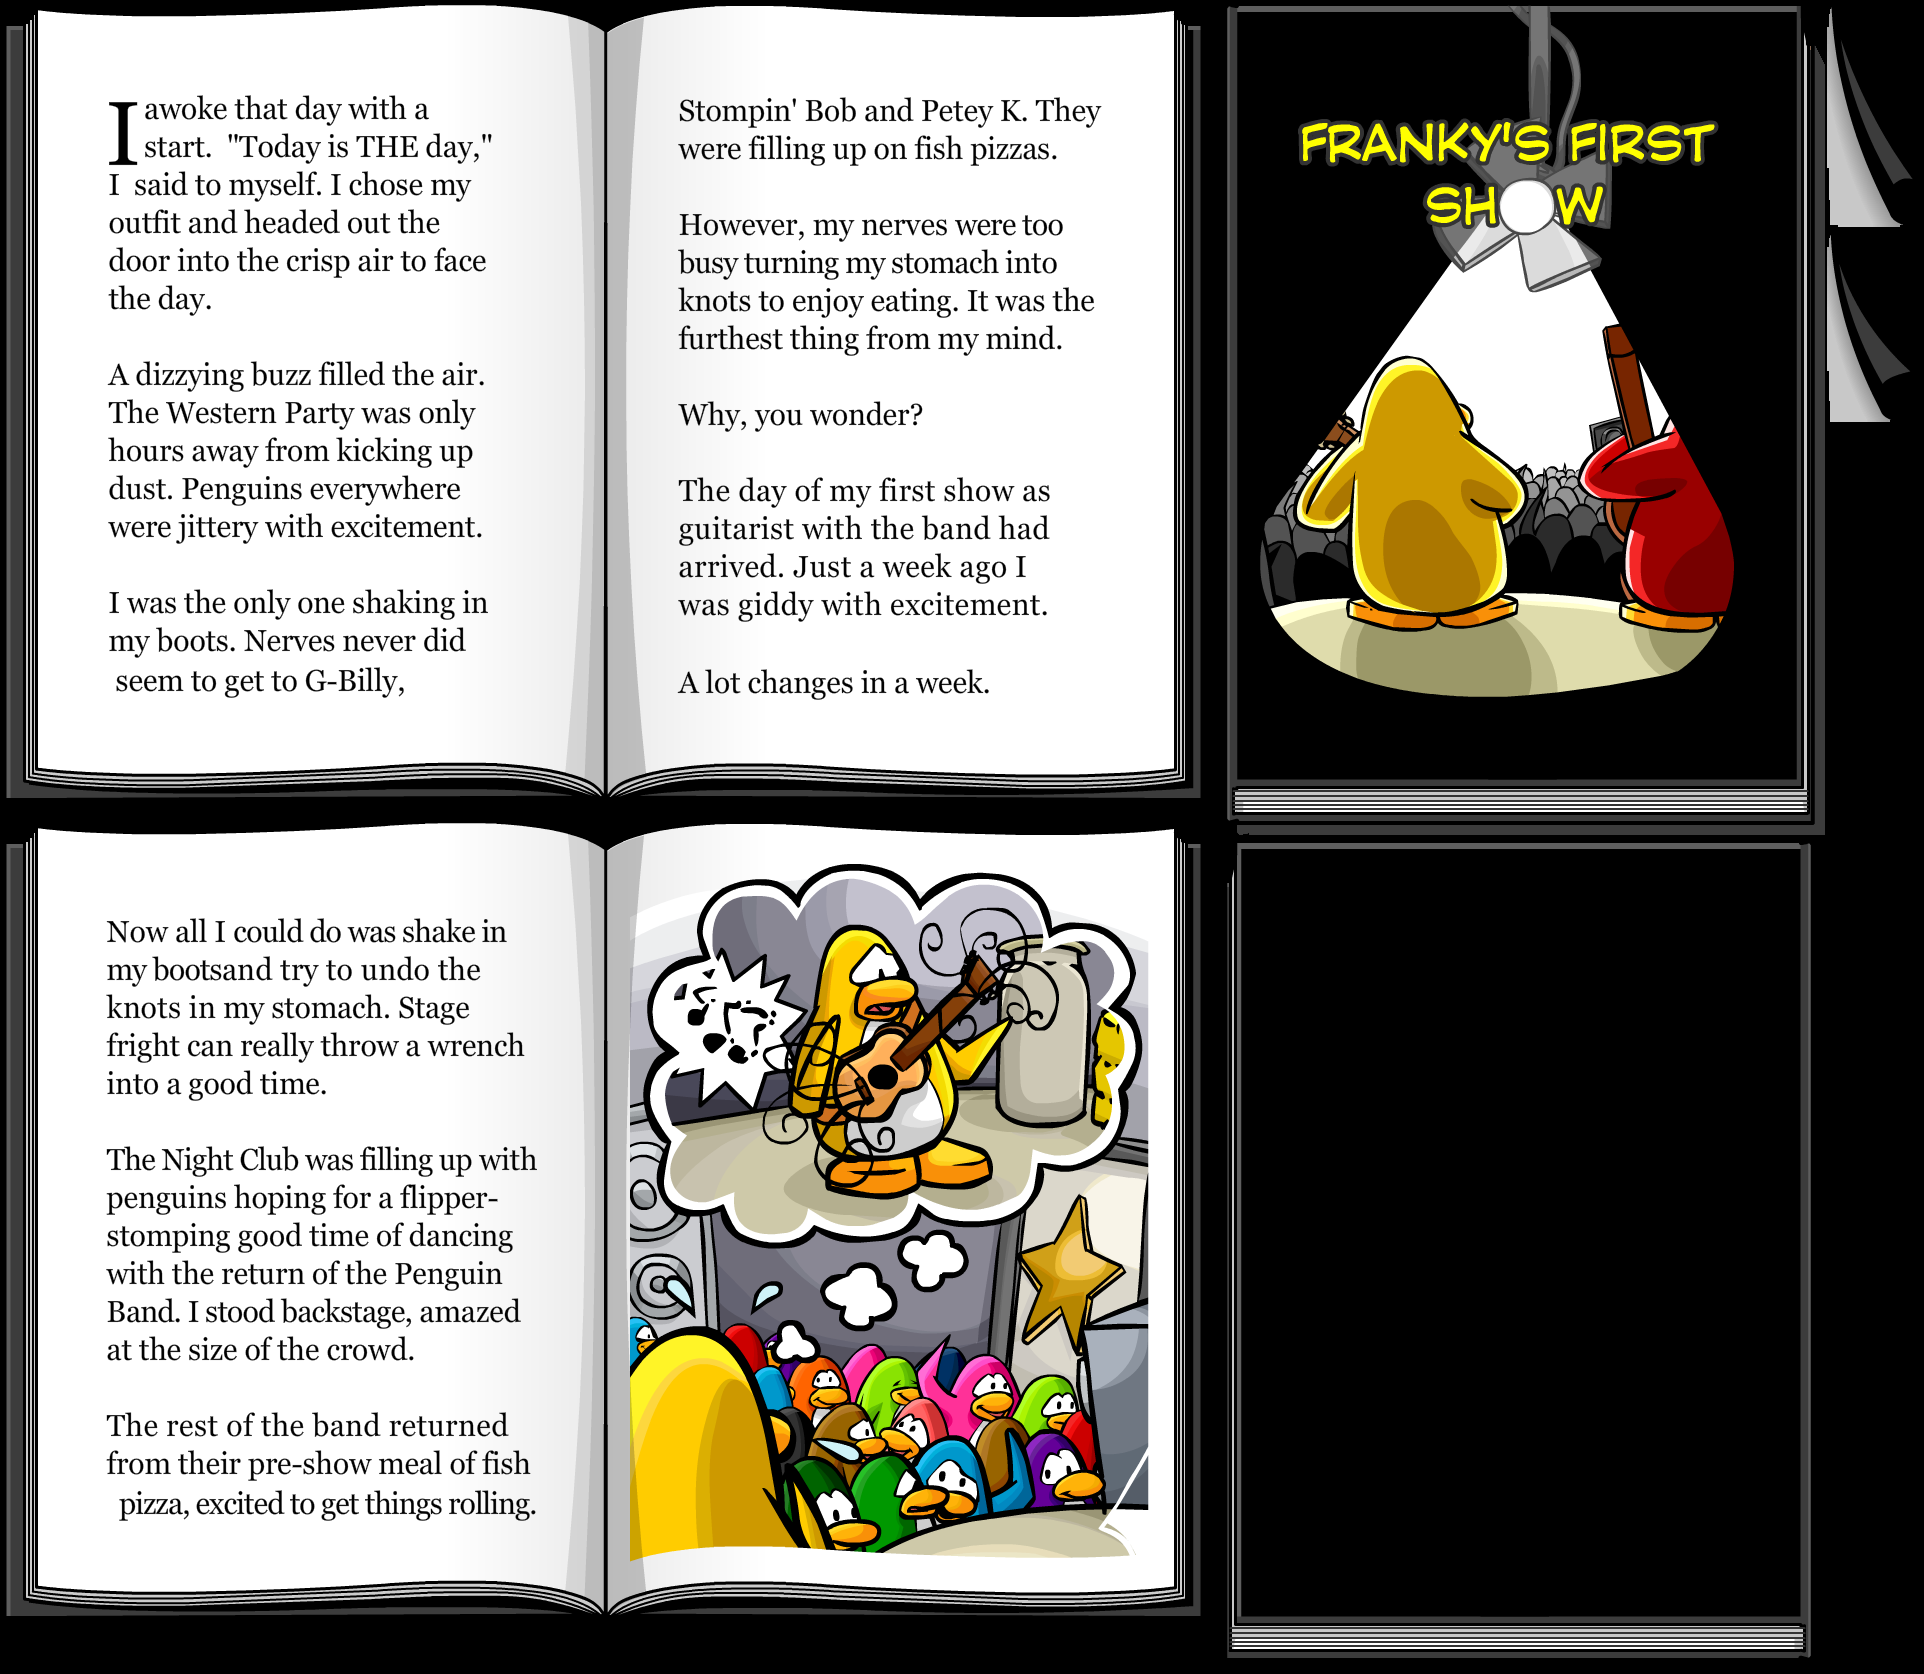 I awoke that day with a
start. "Today is THE day,"
I said to myself. I chose my
outfit and headed out the
door into the crisp air to face
the day.
A dizzying buzz filled the air.
The Western Party was only
hours away from kicking up
dust. Penguins everywhere
were jittery with excitement.
I was the only one shaking in
my boots. Nerves never did
seem to get to G-Billy,
Stompin' Bob and Petey K. They
were filling up on fish pizzas.
However, my nerves were too
busy turning my stomach into
knots to enjoy eating. It was the
furthest thing from my mind.
Why, you wonder?
The day of my first show as
guitarist with the band had
arrived. Just a week ago I
was giddy with excitement.
A lot changes in a week.
FRANKY'S FIRST
SHOW
Now all I could do was shake in
my bootsand try to undo the
knots in my stomach. Stage
fright can really throw a wrench
into a good time.
The Night Club was filling up with
penguins hoping for a flipper-
stomping good time of dancing
with the return of the Penguin
Band. I stood backstage, amazed
at the size of the crowd.
The rest of the band returned
from their pre-show meal of fish
pizza, excited to get things rolling.